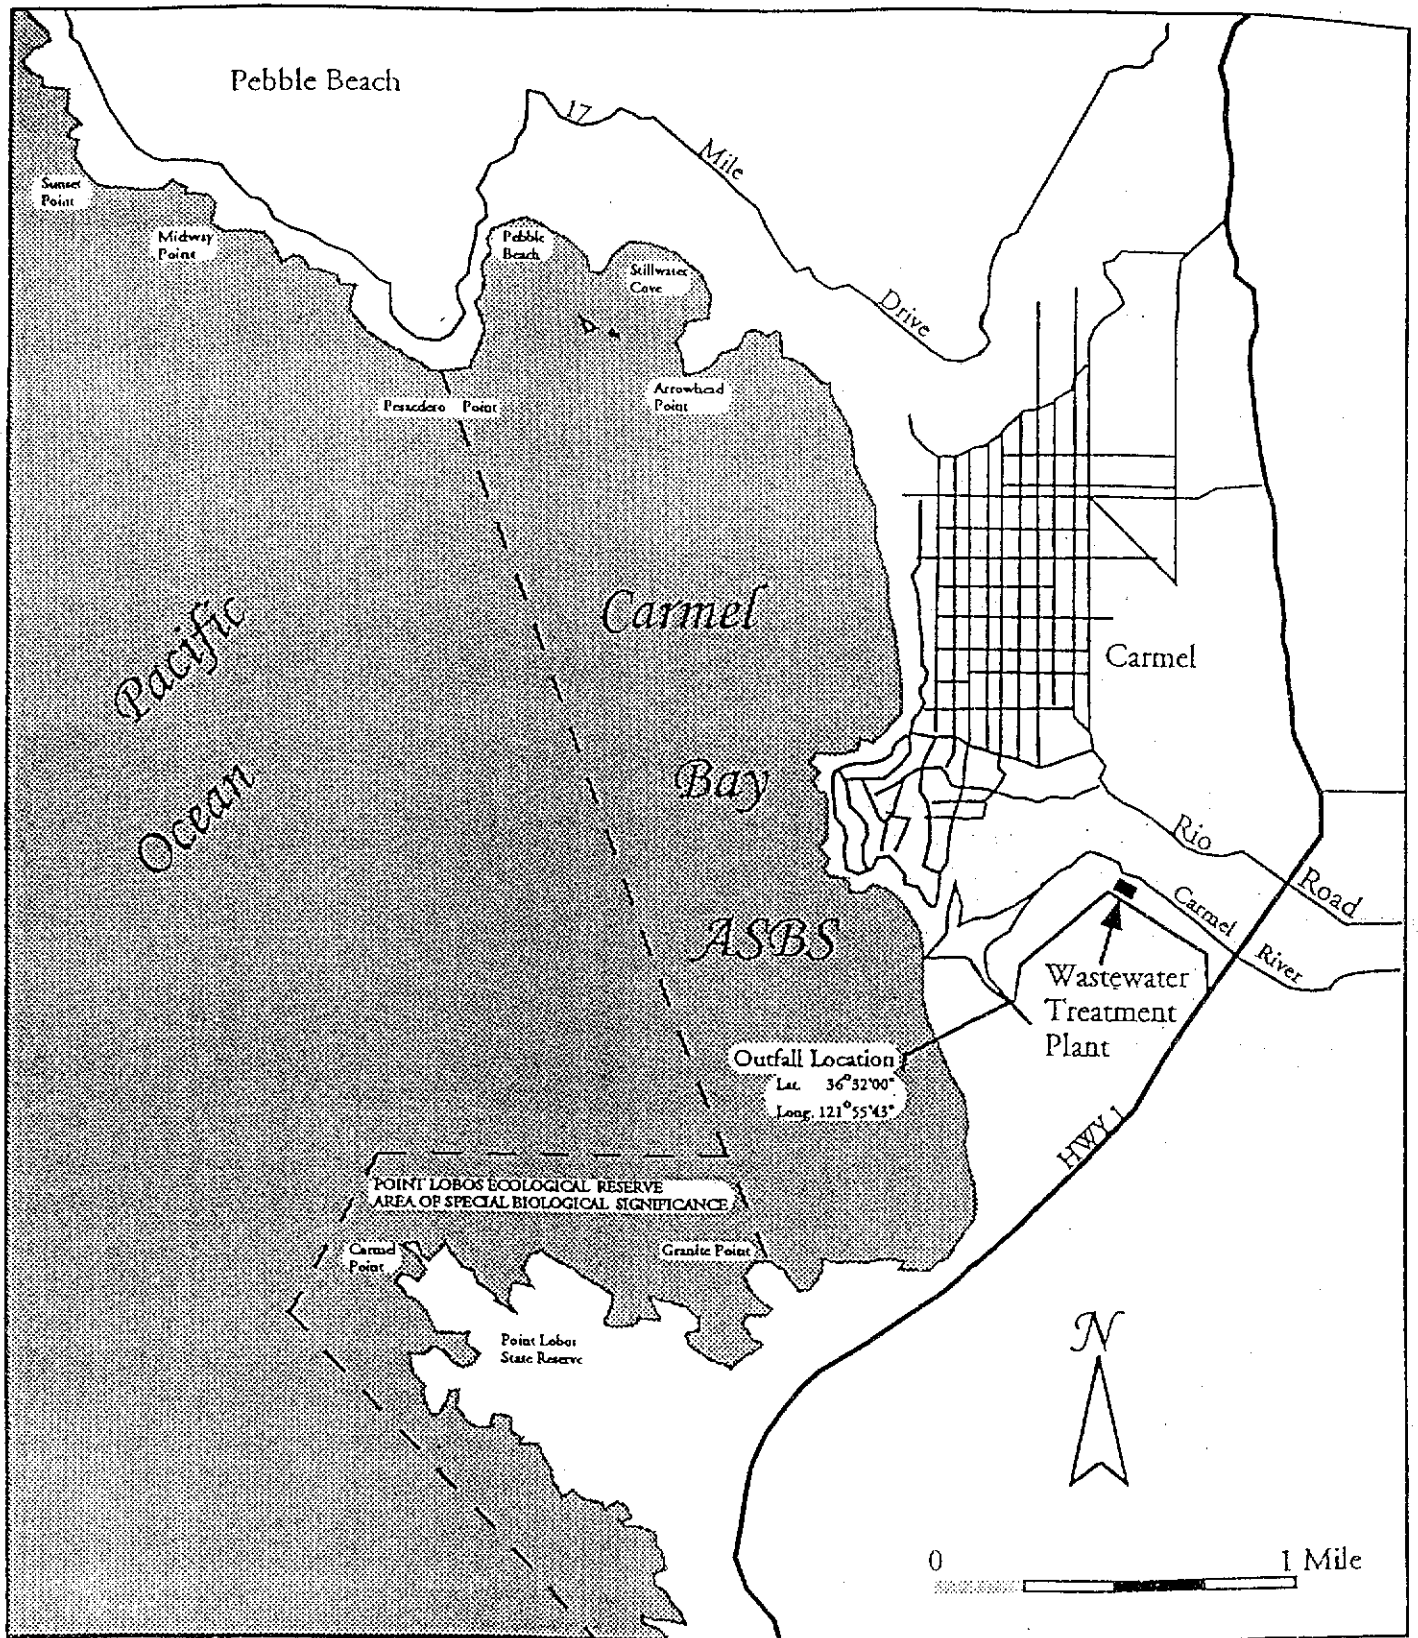 Pebble Beach
17
Mile
Drive
Sunset
Point
Midway
Point
Pebble
Beach
Stillwater
Cove
Arrowhead
Point
Pescadero Point
Pacific
Ocean
Carmel
Bay
ASBS
Carmel
Rio
Road
Carmel
River
Wastewater
Treatment
Plant
Outfall Location
Lat. 36°32'00"
Long. 121°55'43"
HWY 1
POINT LOBOS ECOLOGICAL RESERVE
AREA OF SPECIAL BIOLOGICAL SIGNIFICANCE
Carmel
Point
Granite Point
Point Lobos
State Reserve
N
0 1 Mile